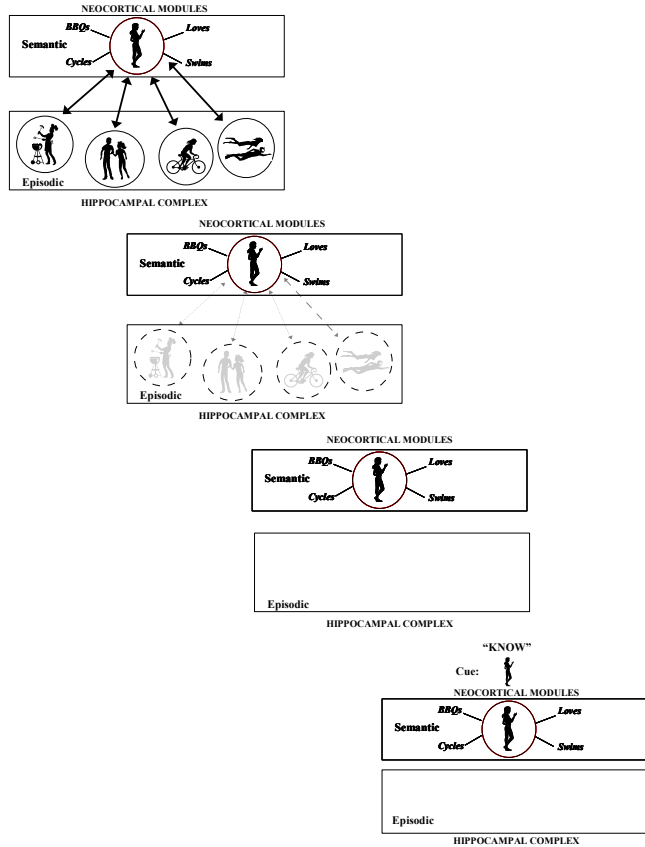 NEOCORTICAL MODULES
BBQs
Loves
Semantic
Cycles
Swims
Episodic
HIPPOCAMPAL COMPLEX
NEOCORTICAL MODULES
BBQs
Loves
Semantic
Cycles
Swims
Episodic
HIPPOCAMPAL COMPLEX
NEOCORTICAL MODULES
BBQs
Loves
Semantic
Cycles
Swims
Episodic
HIPPOCAMPAL COMPLEX
“KNOW”
Cue:
NEOCORTICAL MODULES
BBQs
Loves
Semantic
Cycles
Swims
Episodic
HIPPOCAMPAL COMPLEX